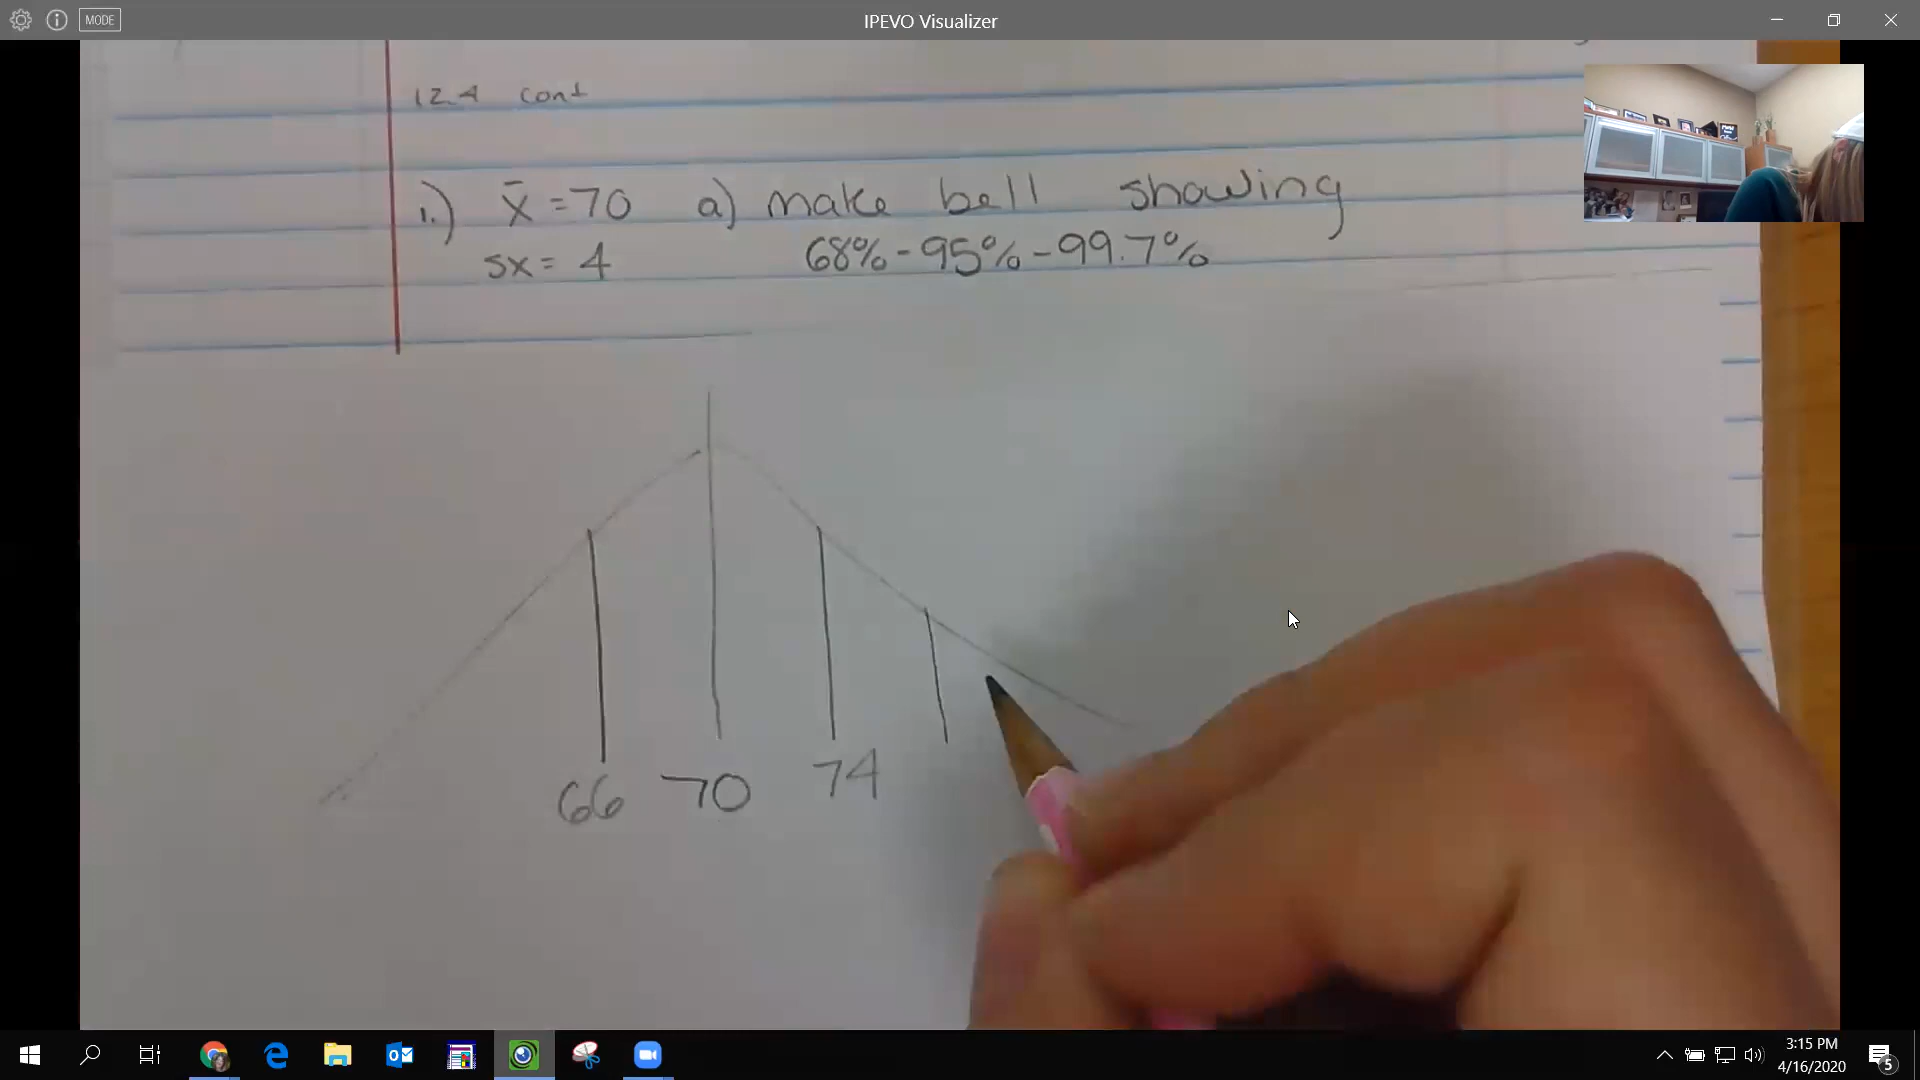 MODE
IPEVO Visualizer
12.4 cont
1.) x̄ = 70 a) make bell showing
sx = 4 68% - 95% - 99.7%
66 70 74
3:15 PM
4/16/2020
5